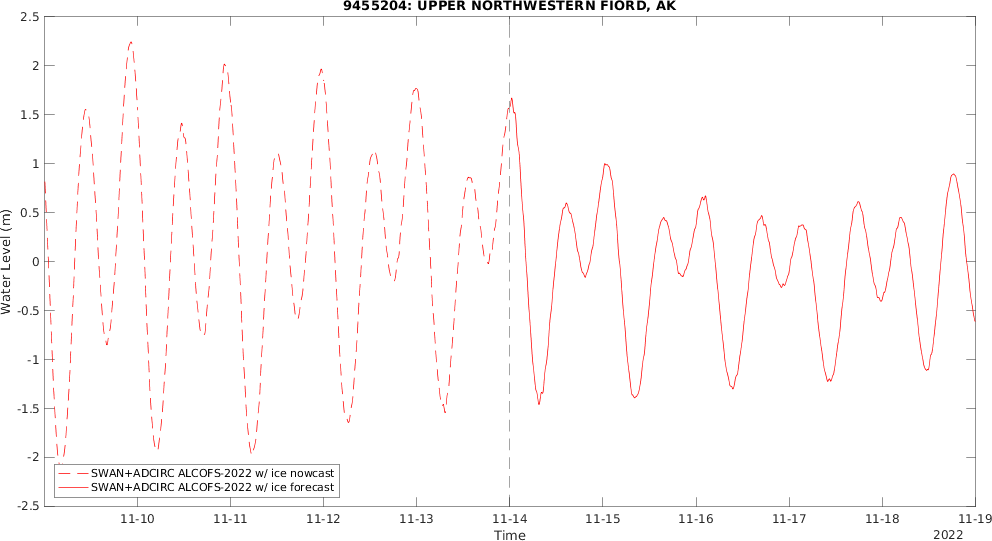 9455204: UPPER NORTHWESTERN FIORD, AK
Water Level (m)
2.5
2
1.5
1
0.5
0
-0.5
-1
-1.5
-2
-2.5
SWAN+ADCIRC ALCOFS-2022 w/ ice nowcast
SWAN+ADCIRC ALCOFS-2022 w/ ice forecast
11-10 11-11 11-12 11-13 11-14 11-15 11-16 11-17 11-18 11-19
Time
2022